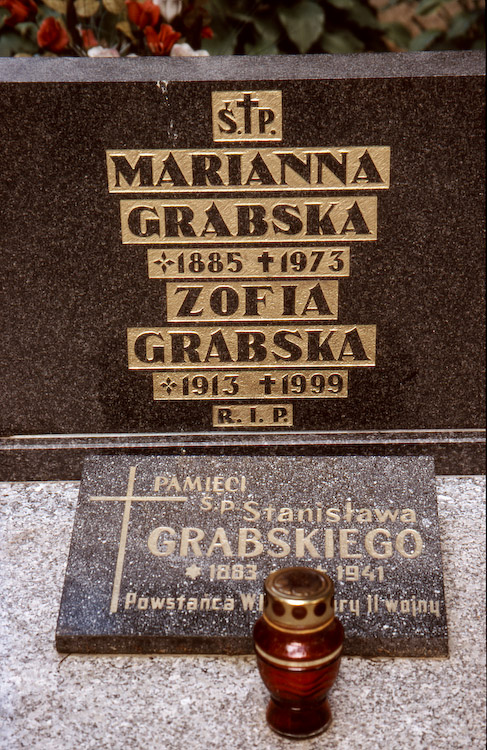 Ś.†P.
MARIANNA
GRABSKA
✧1885 ✝1973
ZOFIA
GRABSKA
✧1913 ✝1999
R.I.P.
PAMIĘCI
Ś.P Stanisława
GRABSKIEGO
1883 1941
Powstańca II wojny